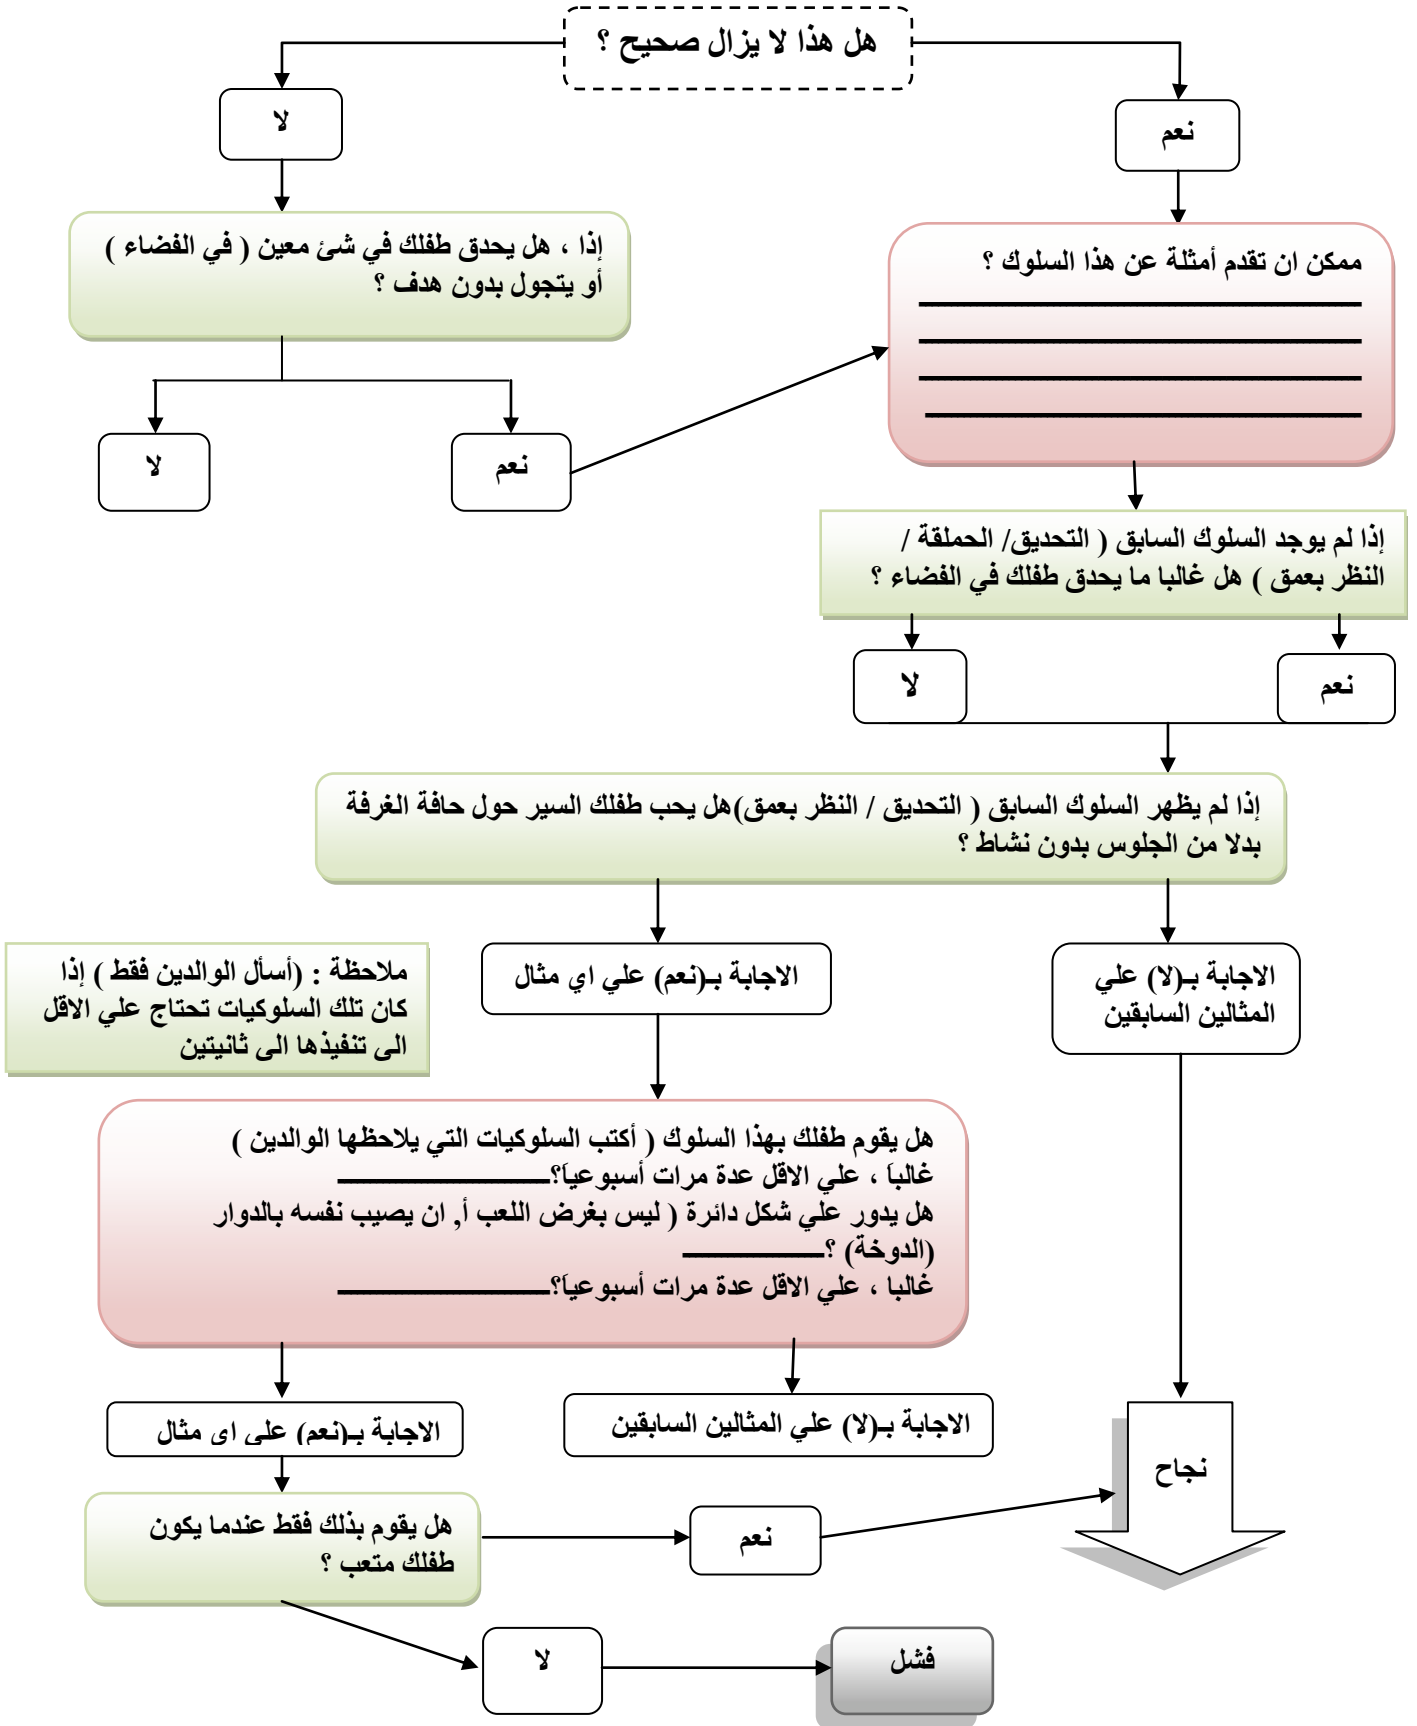 هل هذا لا يزال صحيح ؟
نعم
لا
إذا ، هل يحدق طفلك في شئ معين ( في الفضاء )
أو يتجول بدون هدف ؟
ممكن ان تقدم أمثلة عن هذا السلوك ؟
نعم
لا
إذا لم يوجد السلوك السابق ( التحديق/ الحملقة /
النظر بعمق ) هل غالبا ما يحدق طفلك في الفضاء ؟
نعم
لا
إذا لم يظهر السلوك السابق ( التحديق / النظر بعمق)هل يحب طفلك السير حول حافة الغرفة
بدلا من الجلوس بدون نشاط ؟
الاجابة بـ(لا) علي
المثالين السابقين
الاجابة بـ(نعم) علي اي مثال
ملاحظة : (أسأل الوالدين فقط ) إذا
كان تلك السلوكيات تحتاج علي الاقل
الى تنفيذها الى ثانيتين
هل يقوم طفلك بهذا السلوك ( أكتب السلوكيات التي يلاحظها الوالدين )
غالباَ ، علي الاقل عدة مرات أسبوعياَ؟
هل يدور علي شكل دائرة ( ليس بغرض اللعب أ, ان يصيب نفسه بالدوار
(الدوخة) ؟
غالبا ، علي الاقل عدة مرات أسبوعياَ؟
الاجابة بـ(لا) علي المثالين السابقين
الاجابة بـ(نعم) علي اي مثال
نجاح
هل يقوم بذلك فقط عندما يكون
طفلك متعب ؟
نعم
لا
فشل